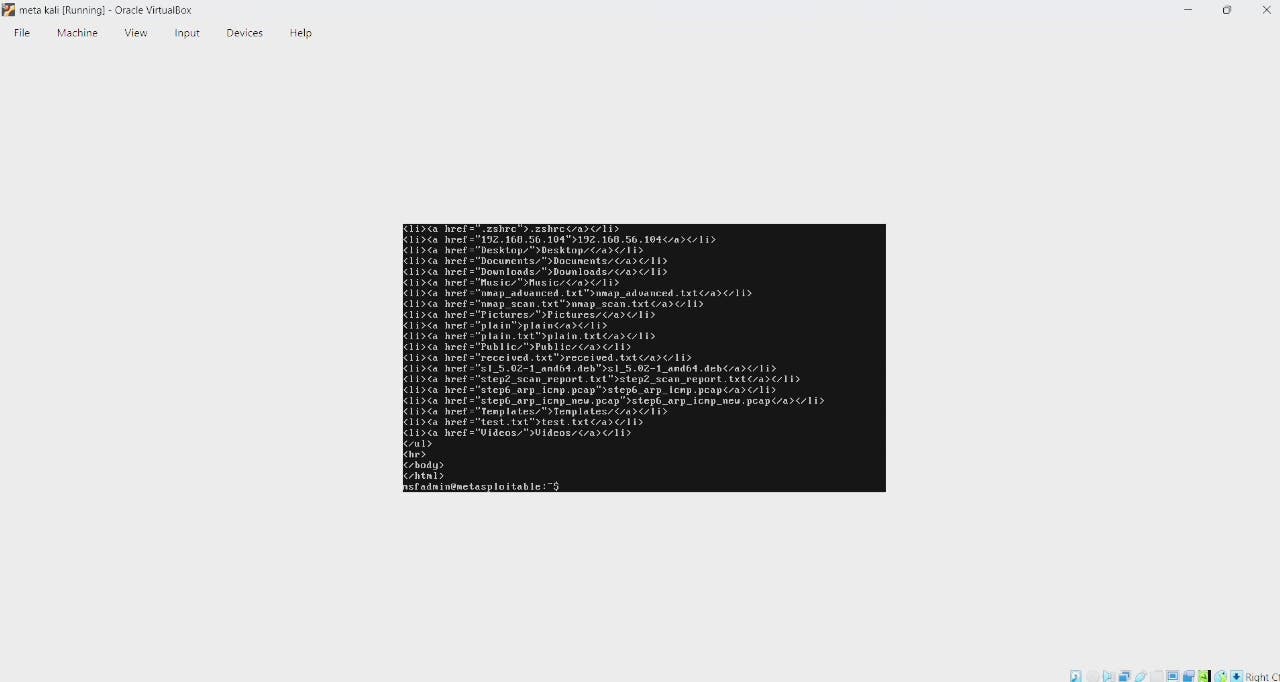 meta kali [Running] - Oracle VirtualBox
File Machine View Input Devices Help
<li><a href=".zshrc">.zshrc</a></li>
<li><a href="192.168.56.104">192.168.56.104</a></li>
<li><a href="Desktop/">Desktop/</a></li>
<li><a href="Documents/">Documents/</a></li>
<li><a href="Downloads/">Downloads/</a></li>
<li><a href="Music/">Music/</a></li>
<li><a href="nmap_advanced.txt">nmap_advanced.txt</a></li>
<li><a href="nmap_scan.txt">nmap_scan.txt</a></li>
<li><a href="Pictures/">Pictures/</a></li>
<li><a href="plain">plain</a></li>
<li><a href="plain.txt">plain.txt</a></li>
<li><a href="Public/">Public/</a></li>
<li><a href="received.txt">received.txt</a></li>
<li><a href="sl_5.02-1_amd64.deb">sl_5.02-1_amd64.deb</a></li>
<li><a href="step2_scan_report.txt">step2_scan_report.txt</a></li>
<li><a href="step6_arp_icmp.pcap">step6_arp_icmp.pcap</a></li>
<li><a href="step6_arp_icmp_new.pcap">step6_arp_icmp_new.pcap</a></li>
<li><a href="Templates/">Templates/</a></li>
<li><a href="test.txt">test.txt</a></li>
<li><a href="Videos/">Videos/</a></li>
</ul>
<hr>
</body>
</html>
msfadmin@metasploitable:~$
Right C